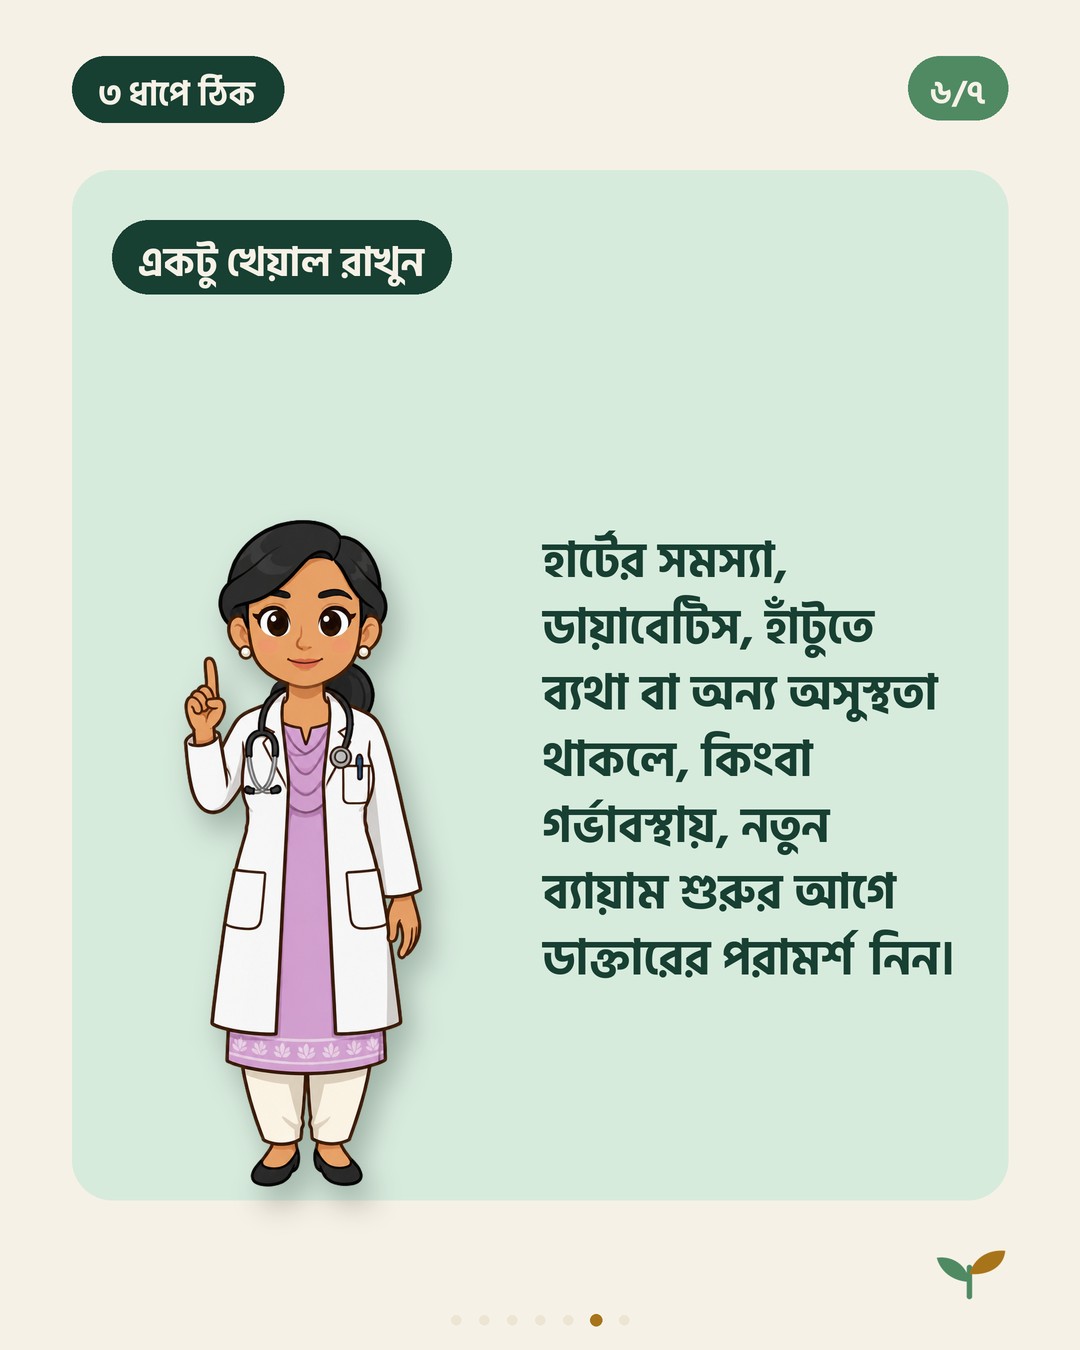 ৩ ধাপে ঠিক
৬/৭
একটু খেয়াল রাখুন
হার্টের সমস্যা,
ডায়াবেটিস, হাঁটুতে
ব্যথা বা অন্য অসুস্থতা
থাকলে, কিংবা
গর্ভাবস্থায়, নতুন
ব্যায়াম শুরুর আগে
ডাক্তারের পরামর্শ নিন।